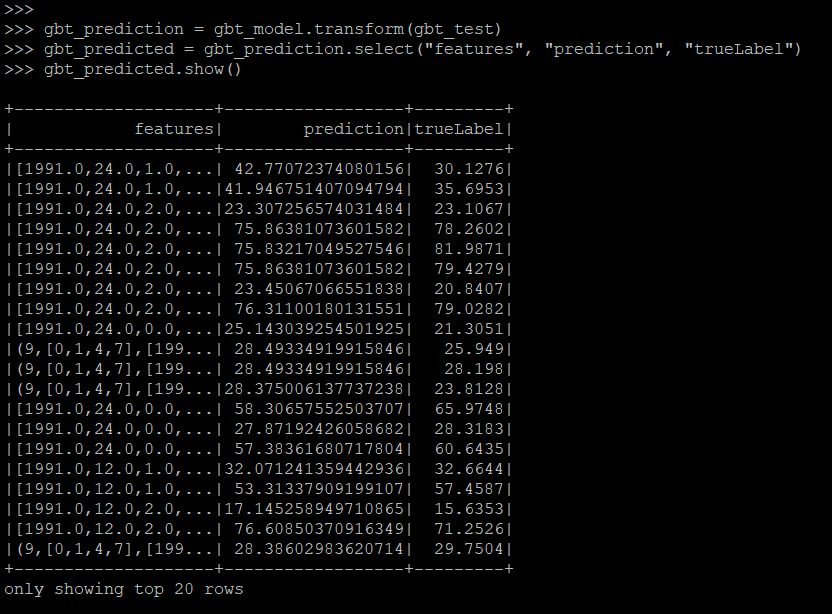 >>>
>>> gbt_prediction = gbt_model.transform(gbt_test)
>>> gbt_predicted = gbt_prediction.select("features", "prediction", "trueLabel")
>>> gbt_predicted.show()
+--------------------+------------------+---------+
|            features|        prediction|trueLabel|
+--------------------+------------------+---------+
|[1991.0,24.0,1.0,...| 42.77072374080156|  30.1276|
|[1991.0,24.0,1.0,...|41.946751407094794|  35.6953|
|[1991.0,24.0,2.0,...|23.307256574031484|  23.1067|
|[1991.0,24.0,2.0,...| 75.86381073601582|  78.2602|
|[1991.0,24.0,2.0,...| 75.83217049527546|  81.9871|
|[1991.0,24.0,2.0,...| 75.86381073601582|  79.4279|
|[1991.0,24.0,2.0,...| 23.45067066551838|  20.8407|
|[1991.0,24.0,2.0,...| 76.31100180131551|  79.0282|
|[1991.0,24.0,0.0,...|25.143039254501925|  21.3051|
|(9,[0,1,4,7],[199...| 28.49334919915846|   25.949|
|(9,[0,1,4,7],[199...| 28.49334919915846|   28.198|
|(9,[0,1,4,7],[199...|28.375006137737238|  23.8128|
|[1991.0,24.0,0.0,...| 58.30657552503707|  65.9748|
|[1991.0,24.0,0.0,...| 27.87192426058682|  28.3183|
|[1991.0,24.0,0.0,...| 57.38361680717804|  60.6435|
|[1991.0,12.0,1.0,...|32.071241359442936|  32.6644|
|[1991.0,12.0,1.0,...| 53.31337909199107|  57.4587|
|[1991.0,12.0,2.0,...|17.145258949710865|  15.6353|
|[1991.0,12.0,2.0,...| 76.60850370916349|  71.2526|
|(9,[0,1,4,7],[199...| 28.38602983620714|  29.7504|
+--------------------+------------------+---------+
only showing top 20 rows